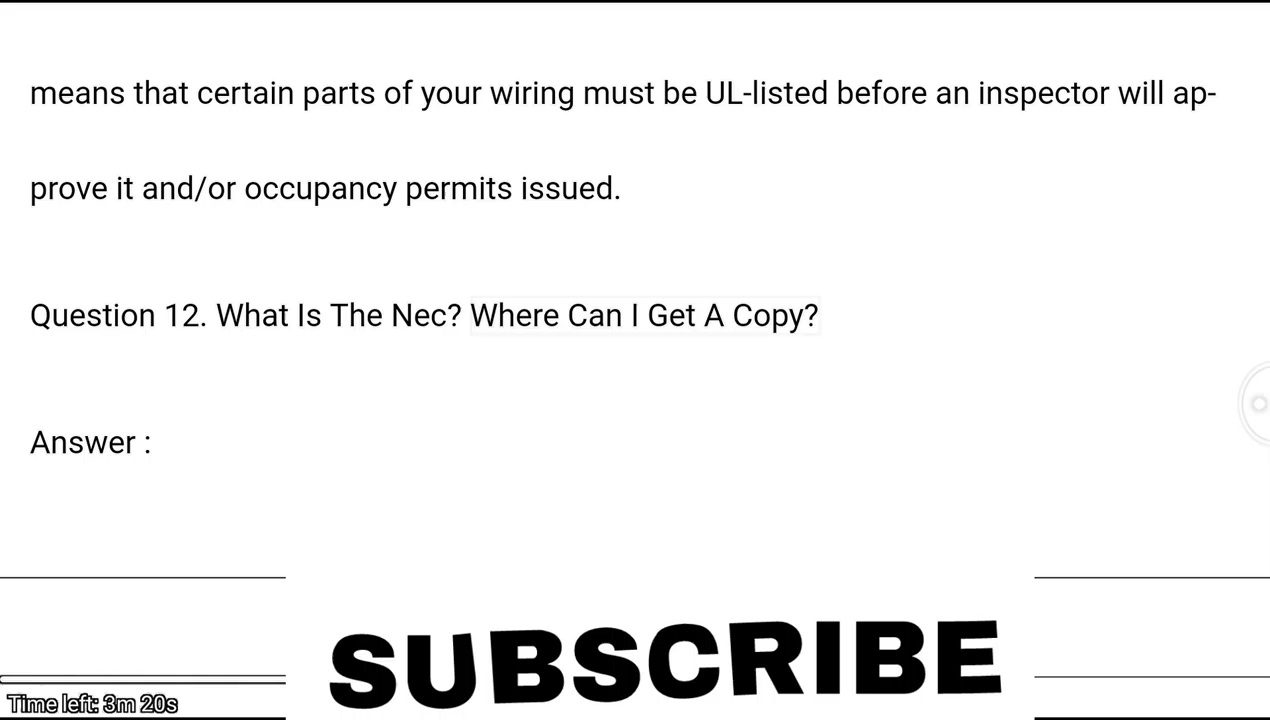 means that certain parts of your wiring must be UL-listed before an inspector will ap-
prove it and/or occupancy permits issued.
Question 12. What Is The Nec? Where Can I Get A Copy?
Answer :
SUBSCRIBE
Time left: 3m 20s